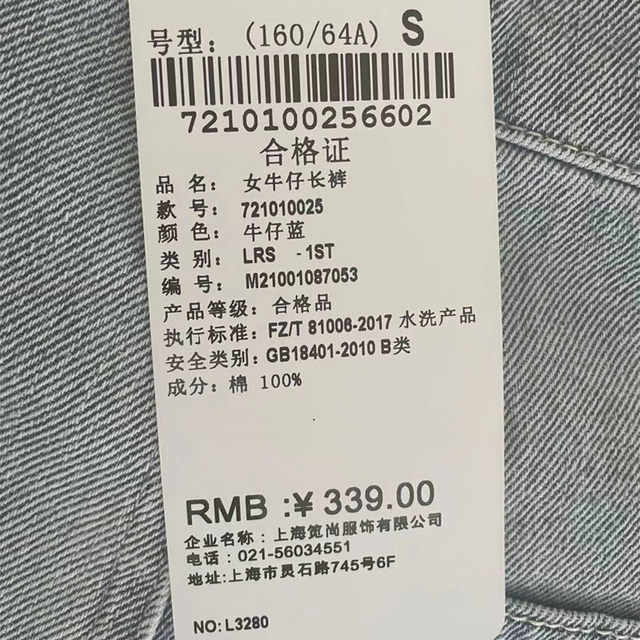 号型: (160/64A) S
7210100256602
合格证
品 名: 女牛仔长裤
款 号: 721010025
颜 色: 牛仔蓝
类 别: LRS -1ST
编 号: M21001087053
产品等级: 合格品
执行标准: FZ/T 81006-2017 水洗产品
安全类别: GB18401-2010 B类
成分: 棉 100%
RMB :¥ 339.00
企业名称: 上海笕尚服饰有限公司
电话: 021-56034551
地址:上海市灵石路745号6F
NO: L3280